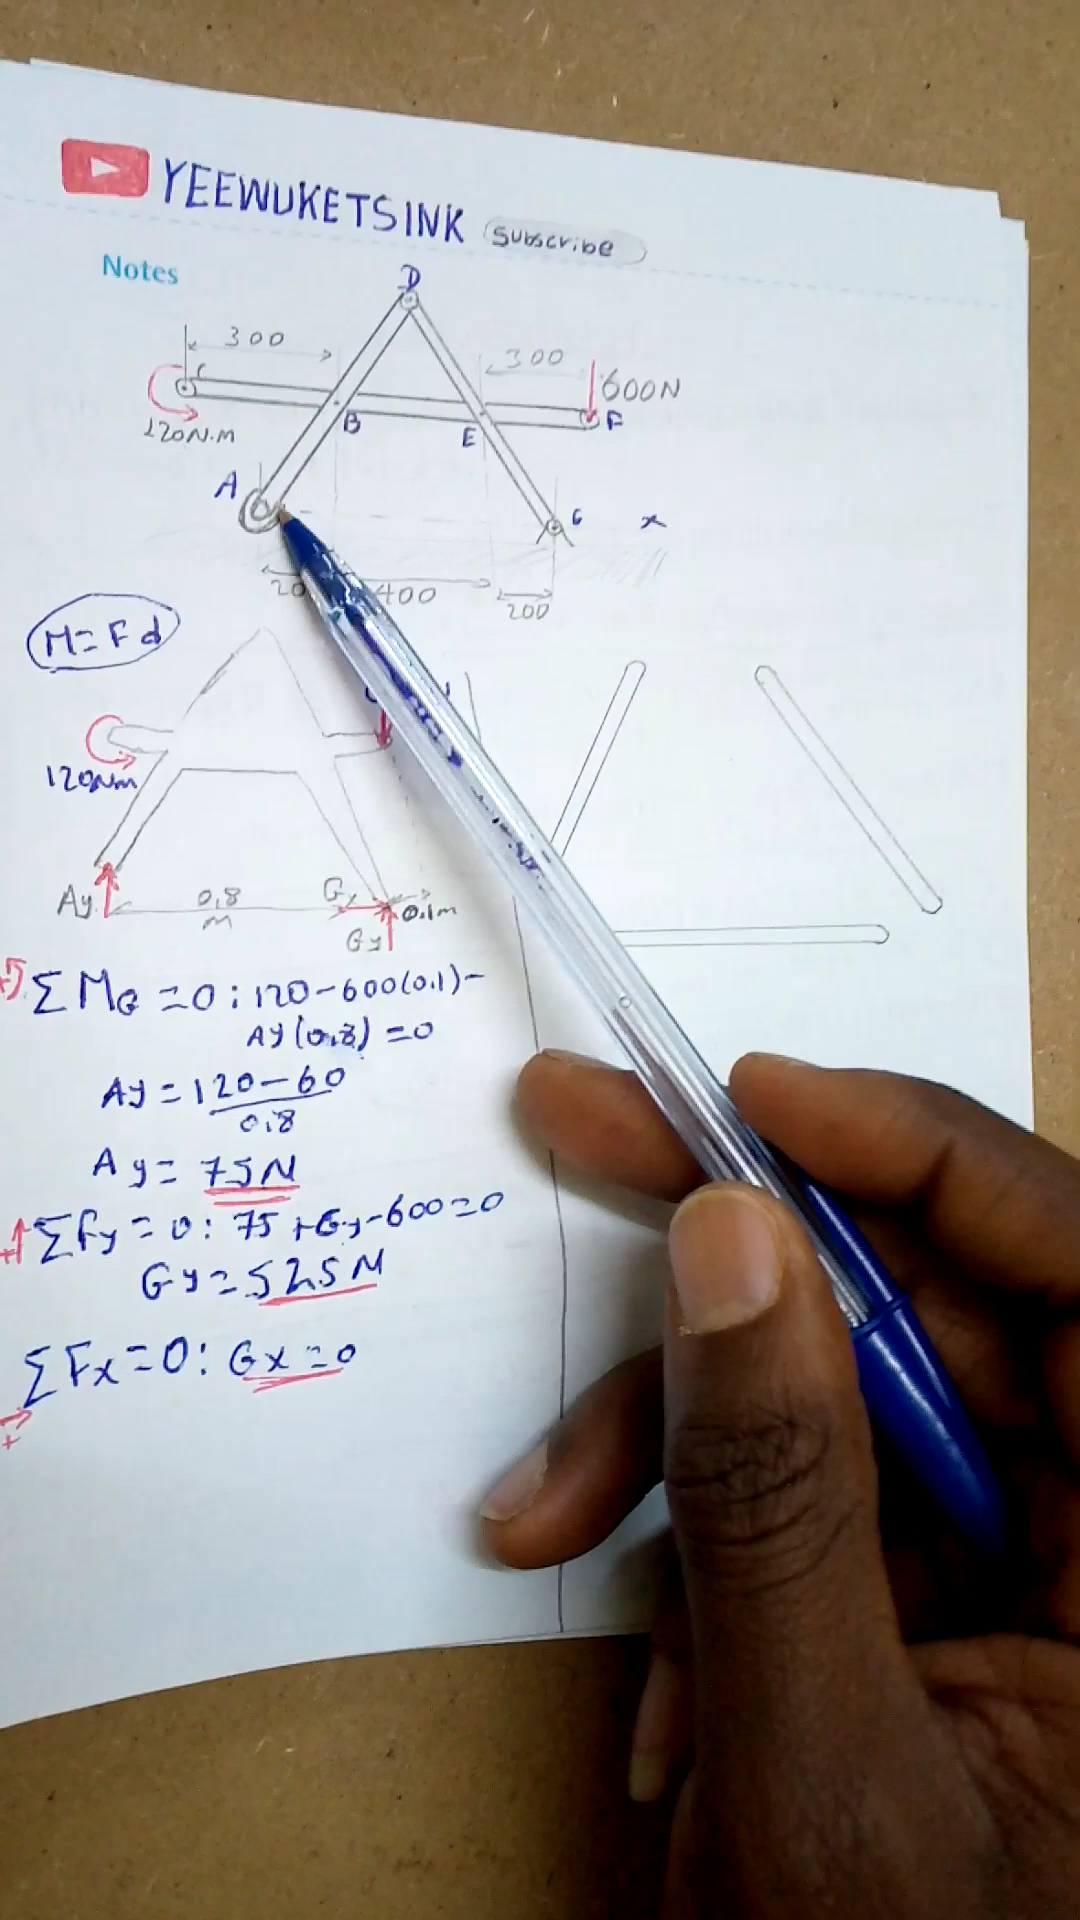 YEEWUKETSINK subscribe
Notes
D
300
C
300
600N
120N.M
B
E
F
A
G
x
400
200
M=Fd
120Nm
Ay
0.8
m
Gx
0.1m
Gy
ΣMG =0: 120-600(0.1)-
Ay(0.8) =0
Ay = 120-60
0.8
Ay = 75N
ΣFy = 0: 75 +Gy-600=0
Gy=525N
ΣFx=0: Gx=0
+